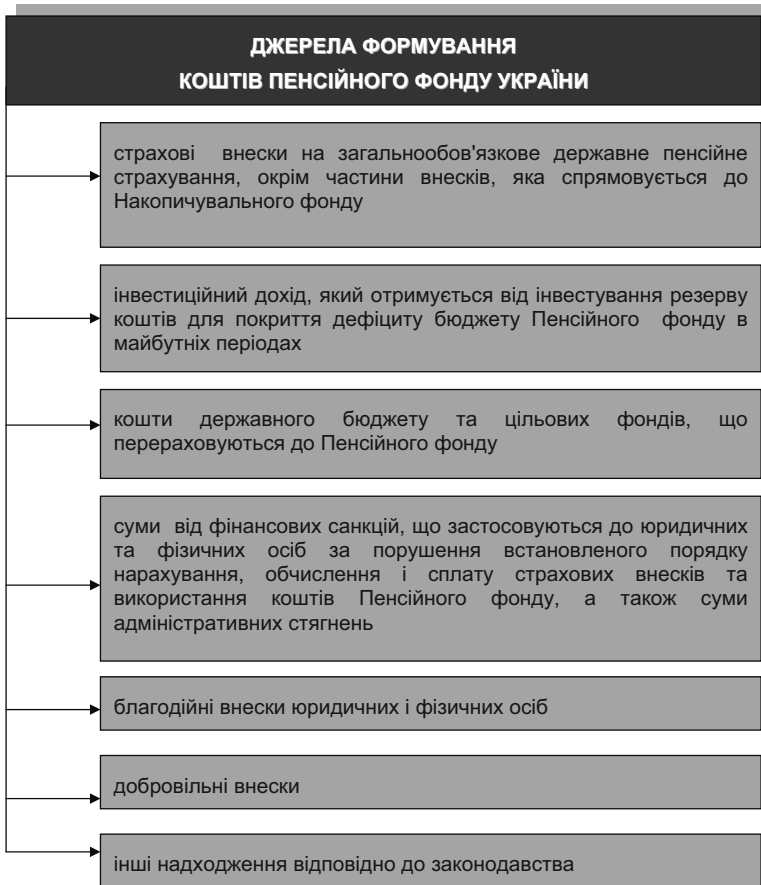 ДЖЕРЕЛА ФОРМУВАННЯ
КОШТІВ ПЕНСІЙНОГО ФОНДУ УКРАЇНИ
страхові внески на загальнообов'язкове державне пенсійне
страхування, окрім частини внесків, яка спрямовується до
Накопичувального фонду
інвестиційний дохід, який отримується від інвестування резерву
коштів для покриття дефіциту бюджету Пенсійного фонду в
майбутніх періодах
кошти державного бюджету та цільових фондів, що
перераховуються до Пенсійного фонду
суми від фінансових санкцій, що застосовуються до юридичних
та фізичних осіб за порушення встановленого порядку
нарахування, обчислення і сплату страхових внесків та
використання коштів Пенсійного фонду, а також суми
адміністративних стягнень
благодійні внески юридичних і фізичних осіб
добровільні внески
інші надходження відповідно до законодавства